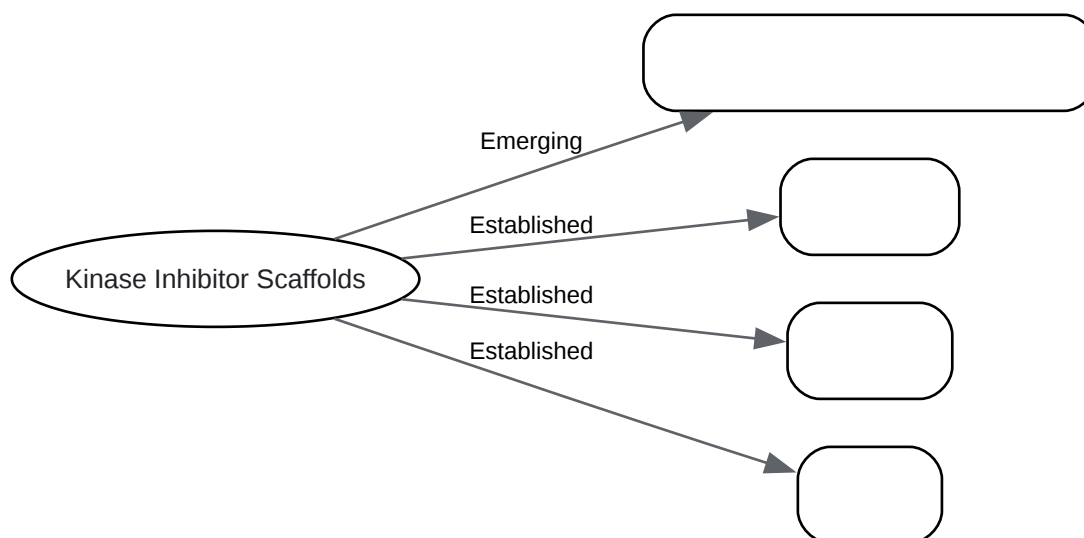 Emerging
Established
Kinase Inhibitor Scaffolds
Established
Established